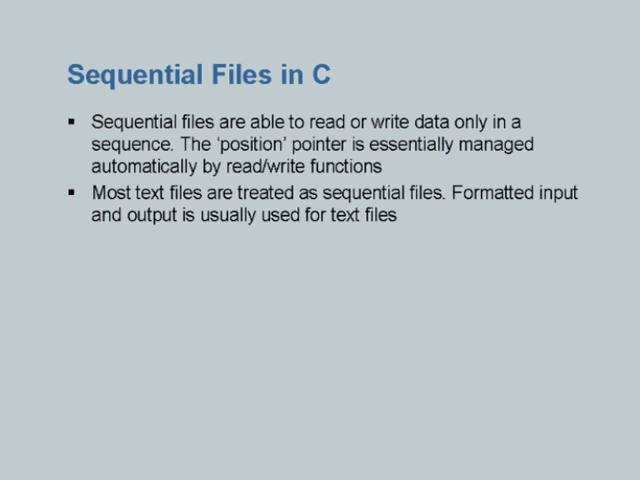 Sequential Files in C
▪ Sequential files are able to read or write data only in a
sequence. The ‘position’ pointer is essentially managed
automatically by read/write functions
▪ Most text files are treated as sequential files. Formatted input
and output is usually used for text files